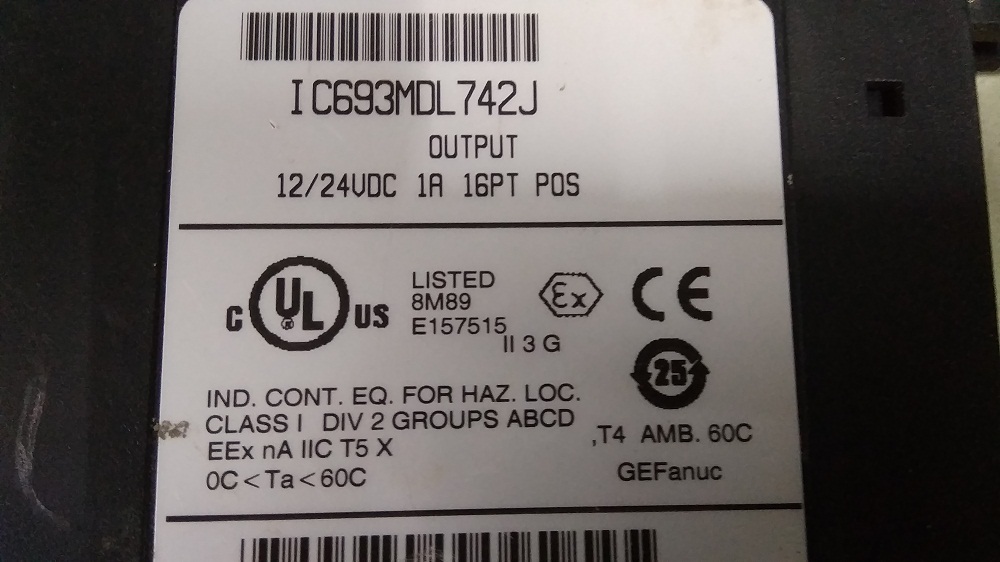 IC693MDL742J
OUTPUT
12/24VDC 1A 16PT POS
C UL US
®
LISTED
8M89
E157515
Ex
II 3 G
CE
25
IND. CONT. EQ. FOR HAZ. LOC.
CLASS I DIV 2 GROUPS ABCD
,T4 AMB. 60C
EEx nA IIC T5 X
0C<Ta<60C
GEFanuc